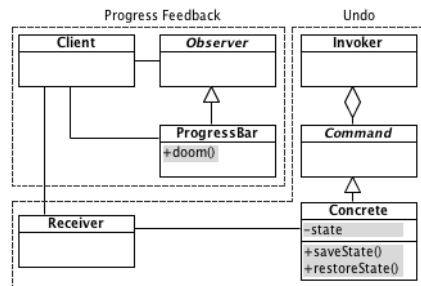 Progress Feedback
Undo
Client
Observer
Invoker
ProgressBar
+doom()
Command
Receiver
Concrete
-state
+saveState()
+restoreState()